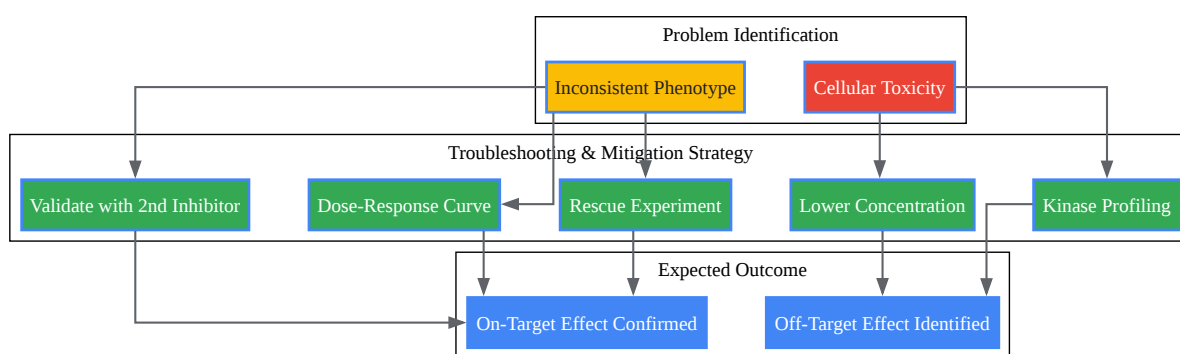 Problem Identification
Inconsistent Phenotype
Cellular Toxicity
Troubleshooting & Mitigation Strategy
Validate with 2nd Inhibitor
Dose-Response Curve
Rescue Experiment
Lower Concentration
Kinase Profiling
Expected Outcome
On-Target Effect Confirmed
Off-Target Effect Identified